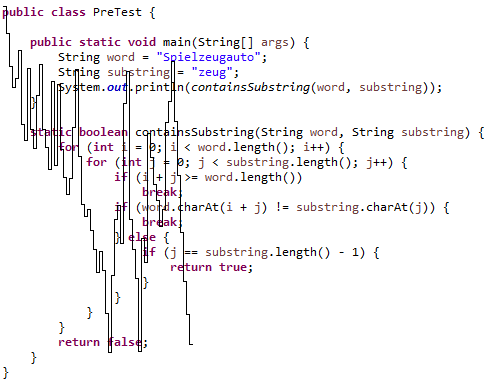 public class PreTest {
public static void main(String[] args) {
String word = "Spielzeugauto";
String substring = "zeug";
System.out.println(containsSubstring(word, substring));
}
static boolean containsSubstring(String word, String substring) {
for (int i = 0; i < word.length(); i++) {
for (int j = 0; j < substring.length(); j++) {
if (i + j >= word.length())
break;
if (word.charAt(i + j) != substring.charAt(j)) {
break;
} else {
if (j == substring.length() - 1) {
return true;
}
}
}
}
return false;
}
}